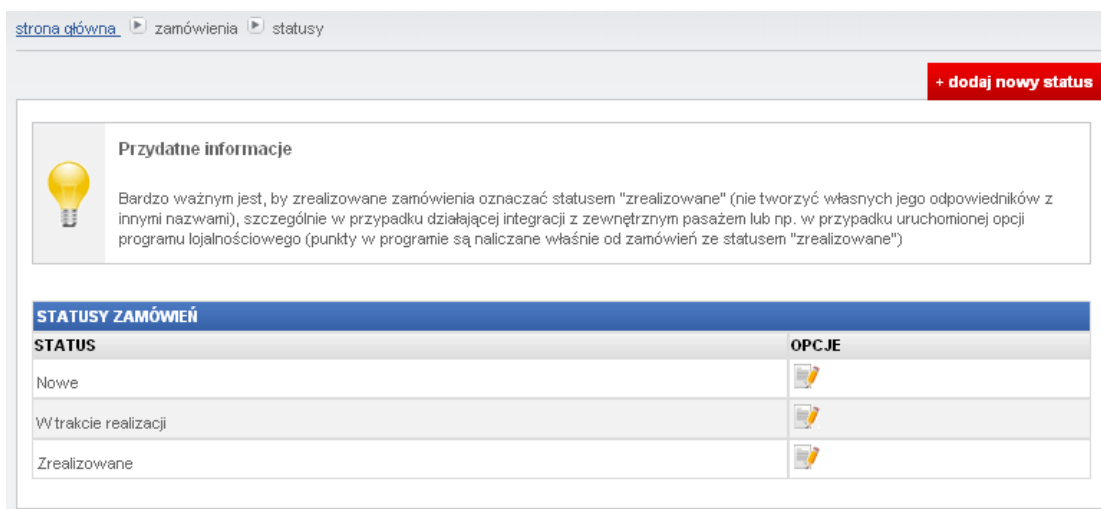 strona główna zamówienia statusy
+ dodaj nowy status
Przydatne informacje
Bardzo ważnym jest, by zrealizowane zamówienia oznaczać statusem "zrealizowane" (nie tworzyć własnych jego odpowiedników z
innymi nazwami), szczególnie w przypadku działającej integracji z zewnętrznym pasażem lub np. w przypadku uruchomionej opcji
programu lojalnościowego (punkty w programie są naliczane właśnie od zamówień ze statusem "zrealizowane")
STATUSY ZAMÓWIEŃ
STATUS OPCJE
Nowe
W trakcie realizacji
Zrealizowane